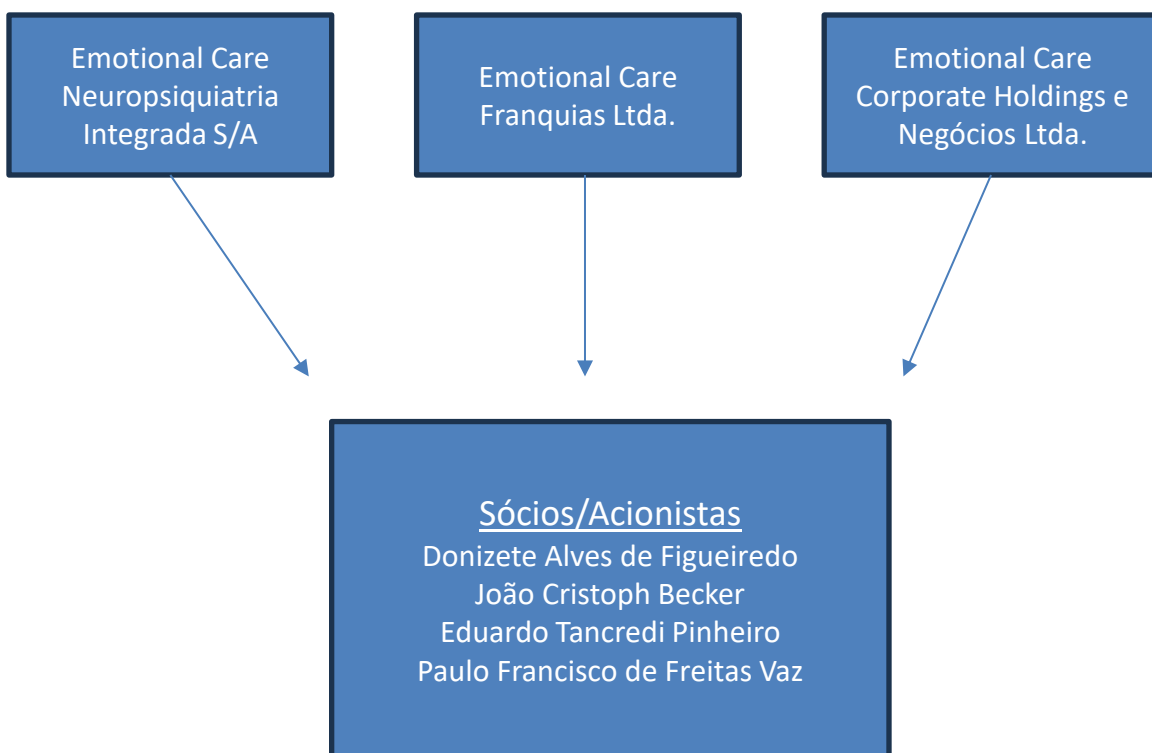 Emotional Care
Neuropsiquiatria
Integrada S/A
Emotional Care
Franquias Ltda.
Emotional Care
Corporate Holdings e
Negócios Ltda.
Sócios/Acionistas
Donizete Alves de Figueiredo
João Cristoph Becker
Eduardo Tancredi Pinheiro
Paulo Francisco de Freitas Vaz